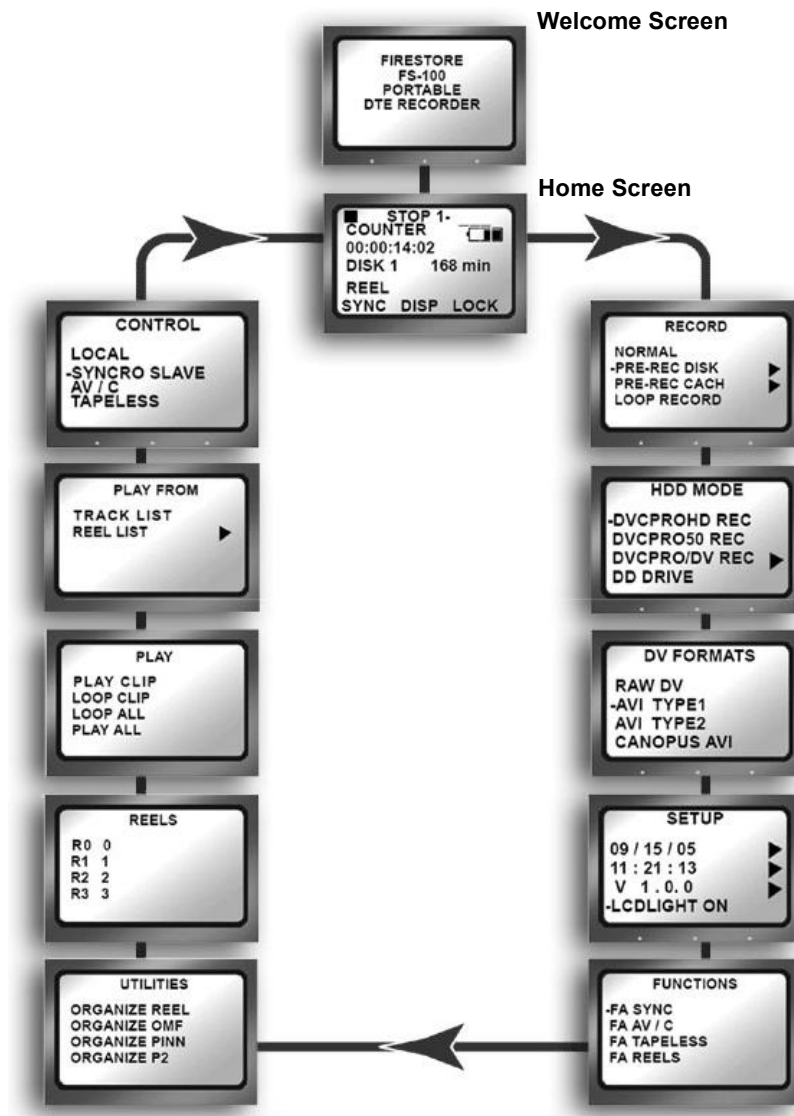 Welcome Screen
FIRESTORE
FS-100
PORTABLE
DTE RECORDER
Home Screen
STOP 1-
COUNTER
00:00:14:02
DISK 1 168 min
REEL
SYNC DISP LOCK
CONTROL
LOCAL
-SYNCRO SLAVE
AV / C
TAPELESS
PLAY FROM
TRACK LIST
REEL LIST
PLAY
PLAY CLIP
LOOP CLIP
LOOP ALL
PLAY ALL
REELS
R0 0
R1 1
R2 2
R3 3
UTILITIES
ORGANIZE REEL
ORGANIZE OMF
ORGANIZE PINN
ORGANIZE P2
RECORD
NORMAL
-PRE-REC DISK
PRE-REC CACH
LOOP RECORD
HDD MODE
-DVCPROHD REC
DVCPRO50 REC
DVCPRO/DV REC
DD DRIVE
DV FORMATS
RAW DV
-AVI TYPE1
AVI TYPE2
CANOPUS AVI
SETUP
09 / 15 / 05
11 : 21 : 13
V 1 . 0. 0
-LCDLIGHT ON
FUNCTIONS
-FA SYNC
FA AV / C
FA TAPELESS
FA REELS